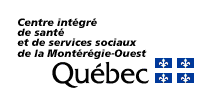 Centre intégré
de santé
et de services sociaux
de la Montérégie-Ouest
Québec